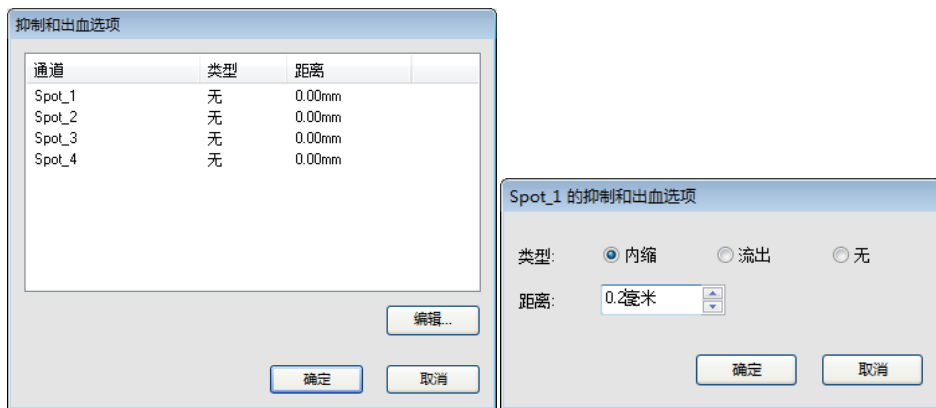 抑制和出血选项
通道 类型 距离
Spot_1 无 0.00mm
Spot_2 无 0.00mm
Spot_3 无 0.00mm
Spot_4 无 0.00mm
编辑...
确定 取消
Spot_1 的抑制和出血选项
类型: 内缩 流出 无
距离: 0.2毫米
确定 取消